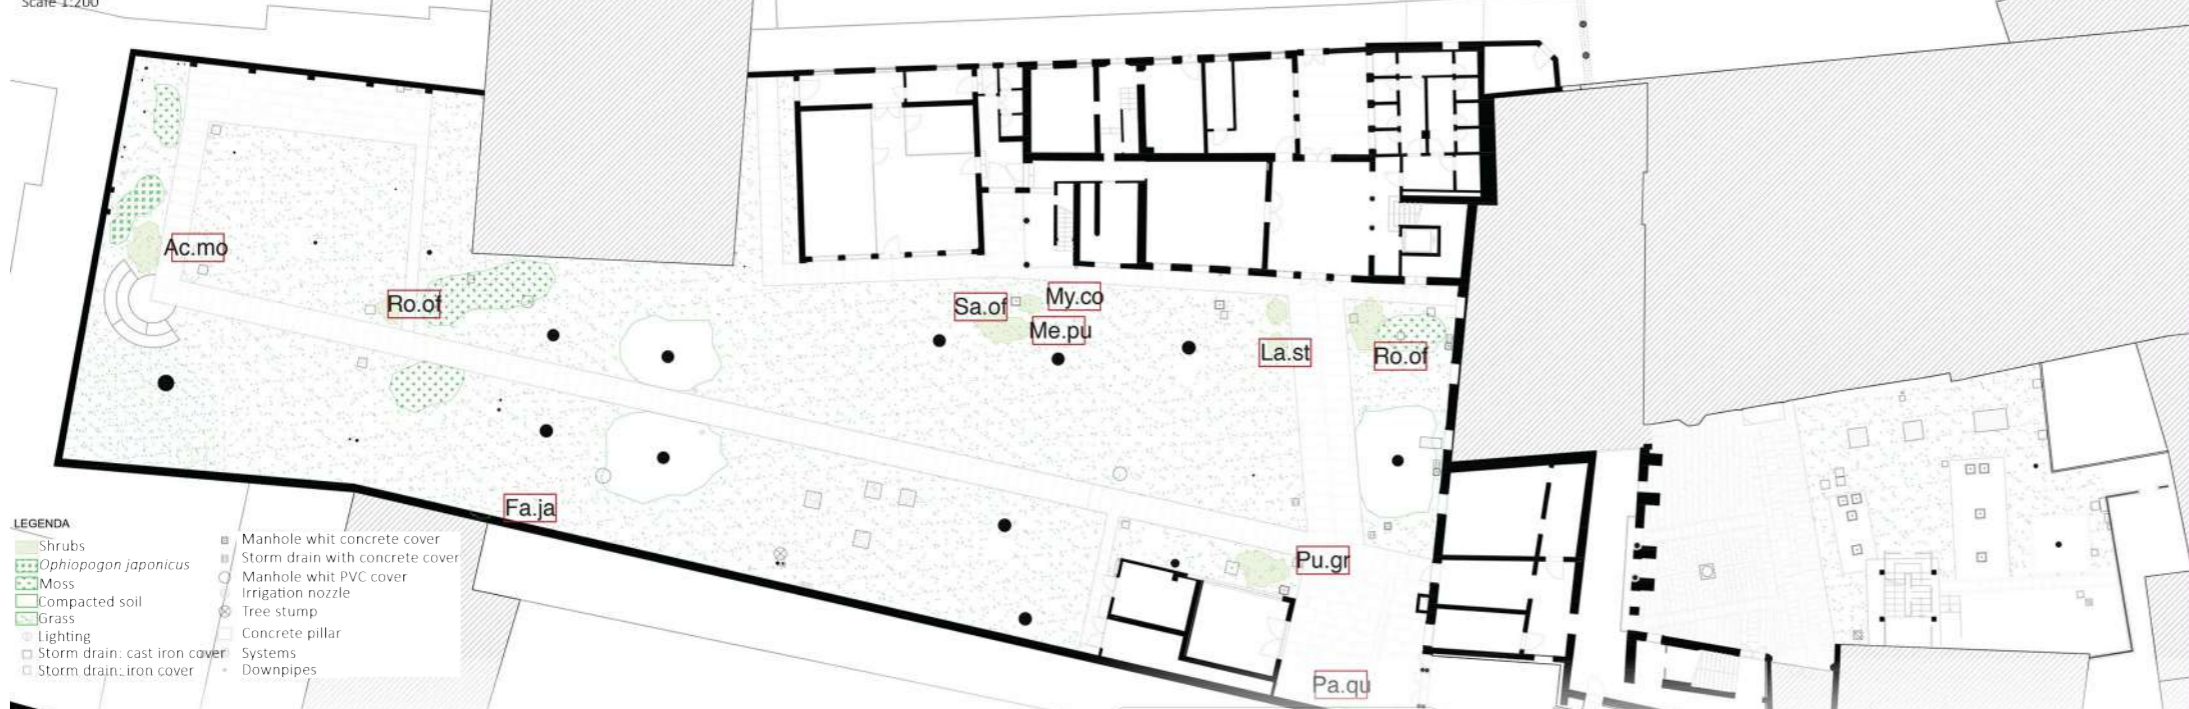 Scale 1:200
Ac.mo
Ro.of
Sa.of
My.co
Me.pu
La.st
Ro.of
Fa.ja
Pu.gr
Pa.qu
LEGENDA
Shrubs
Ophiopogon japonicus
Moss
Compacted soil
Grass
Lighting
Storm drain: cast iron cover
Storm drain: iron cover
Manhole whit concrete cover
Storm drain with concrete cover
Manhole whit PVC cover
Irrigation nozzle
Tree stump
Concrete pillar
Systems
Downpipes